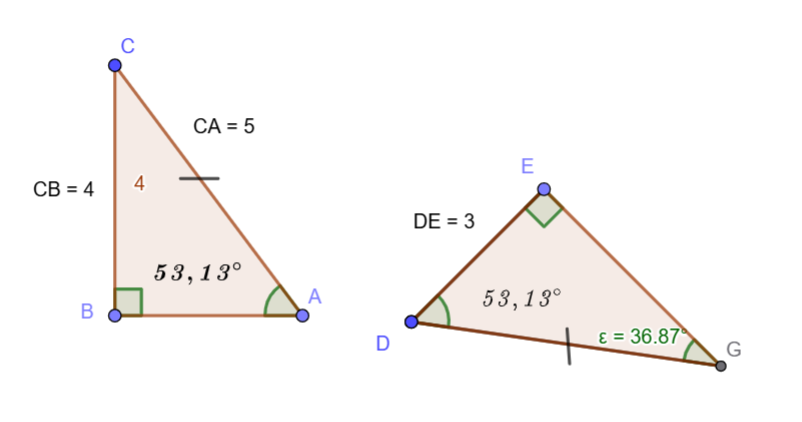 C
CA = 5
CB = 4
4
53,13°
B
A
E
DE = 3
53,13°
ε = 36.87°
D
G